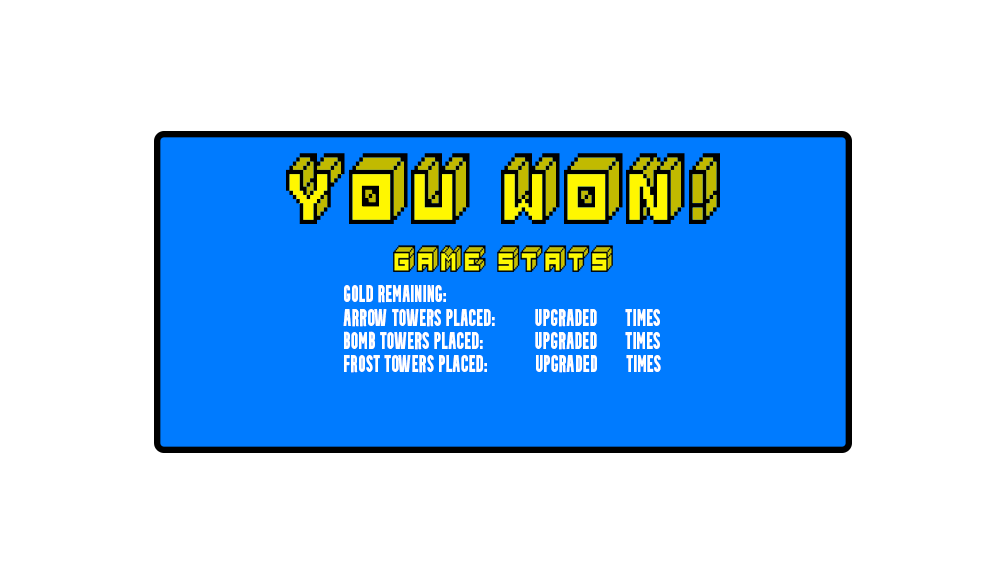 YOU WON!
GAME STATS
GOLD REMAINING:
ARROW TOWERS PLACED: UPGRADED TIMES
BOMB TOWERS PLACED: UPGRADED TIMES
FROST TOWERS PLACED: UPGRADED TIMES